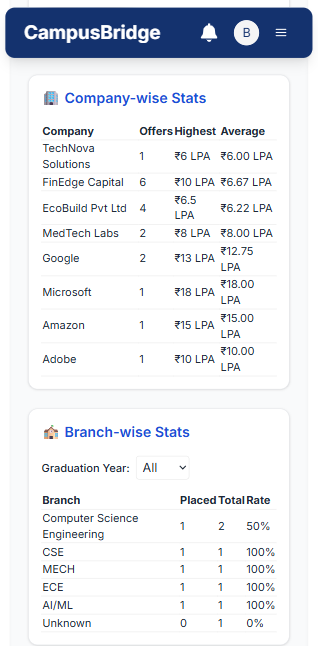 CampusBridge B
Company-wise Stats
Company Offers Highest Average
TechNova
Solutions 1 ₹6 LPA ₹6.00 LPA
FinEdge Capital 6 ₹10 LPA ₹6.67 LPA
EcoBuild Pvt Ltd 4 ₹6.5
LPA ₹6.22 LPA
MedTech Labs 2 ₹8 LPA ₹8.00 LPA
Google 2 ₹13 LPA ₹12.75
LPA
Microsoft 1 ₹18 LPA ₹18.00
LPA
Amazon 1 ₹15 LPA ₹15.00
LPA
Adobe 1 ₹10 LPA ₹10.00
LPA
Branch-wise Stats
Graduation Year: All
Branch Placed Total Rate
Computer Science
Engineering 1 2 50%
CSE 1 1 100%
MECH 1 1 100%
ECE 1 1 100%
AI/ML 1 1 100%
Unknown 0 1 0%